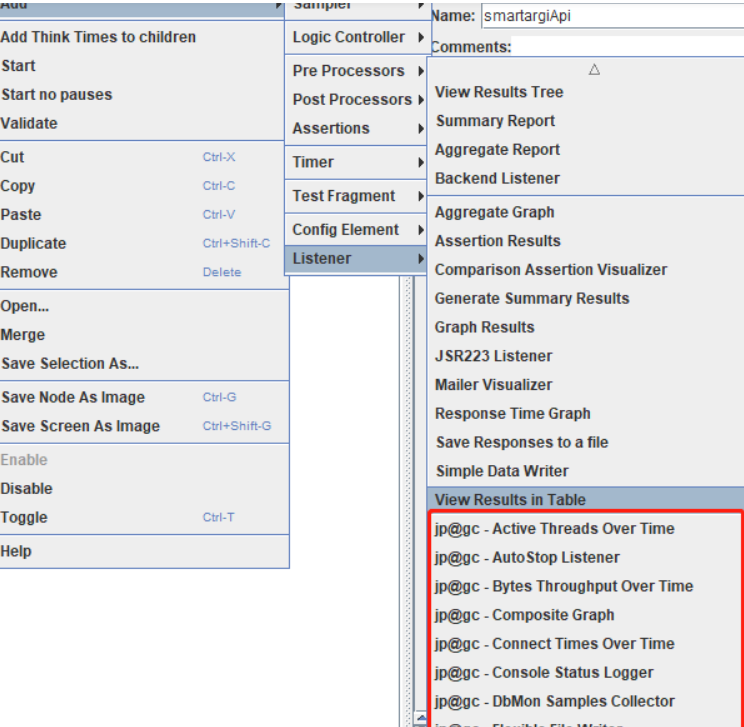 Add
Add Think Times to children
Start
Start no pauses
Validate
Cut Ctrl-X
Copy Ctrl-C
Paste Ctrl-V
Duplicate Ctrl+Shift-C
Remove Delete
Open...
Merge
Save Selection As...
Save Node As Image Ctrl-G
Save Screen As Image Ctrl+Shift-G
Enable
Disable
Toggle Ctrl-T
Help
Sampler
Logic Controller
Pre Processors
Post Processors
Assertions
Timer
Test Fragment
Config Element
Listener
Name: smartargiApi
Comments:
View Results Tree
Summary Report
Aggregate Report
Backend Listener
Aggregate Graph
Assertion Results
Comparison Assertion Visualizer
Generate Summary Results
Graph Results
JSR223 Listener
Mailer Visualizer
Response Time Graph
Save Responses to a file
Simple Data Writer
View Results in Table
jp@gc - Active Threads Over Time
jp@gc - AutoStop Listener
jp@gc - Bytes Throughput Over Time
jp@gc - Composite Graph
jp@gc - Connect Times Over Time
jp@gc - Console Status Logger
jp@gc - DbMon Samples Collector
jp@gc - Flexible File Writer